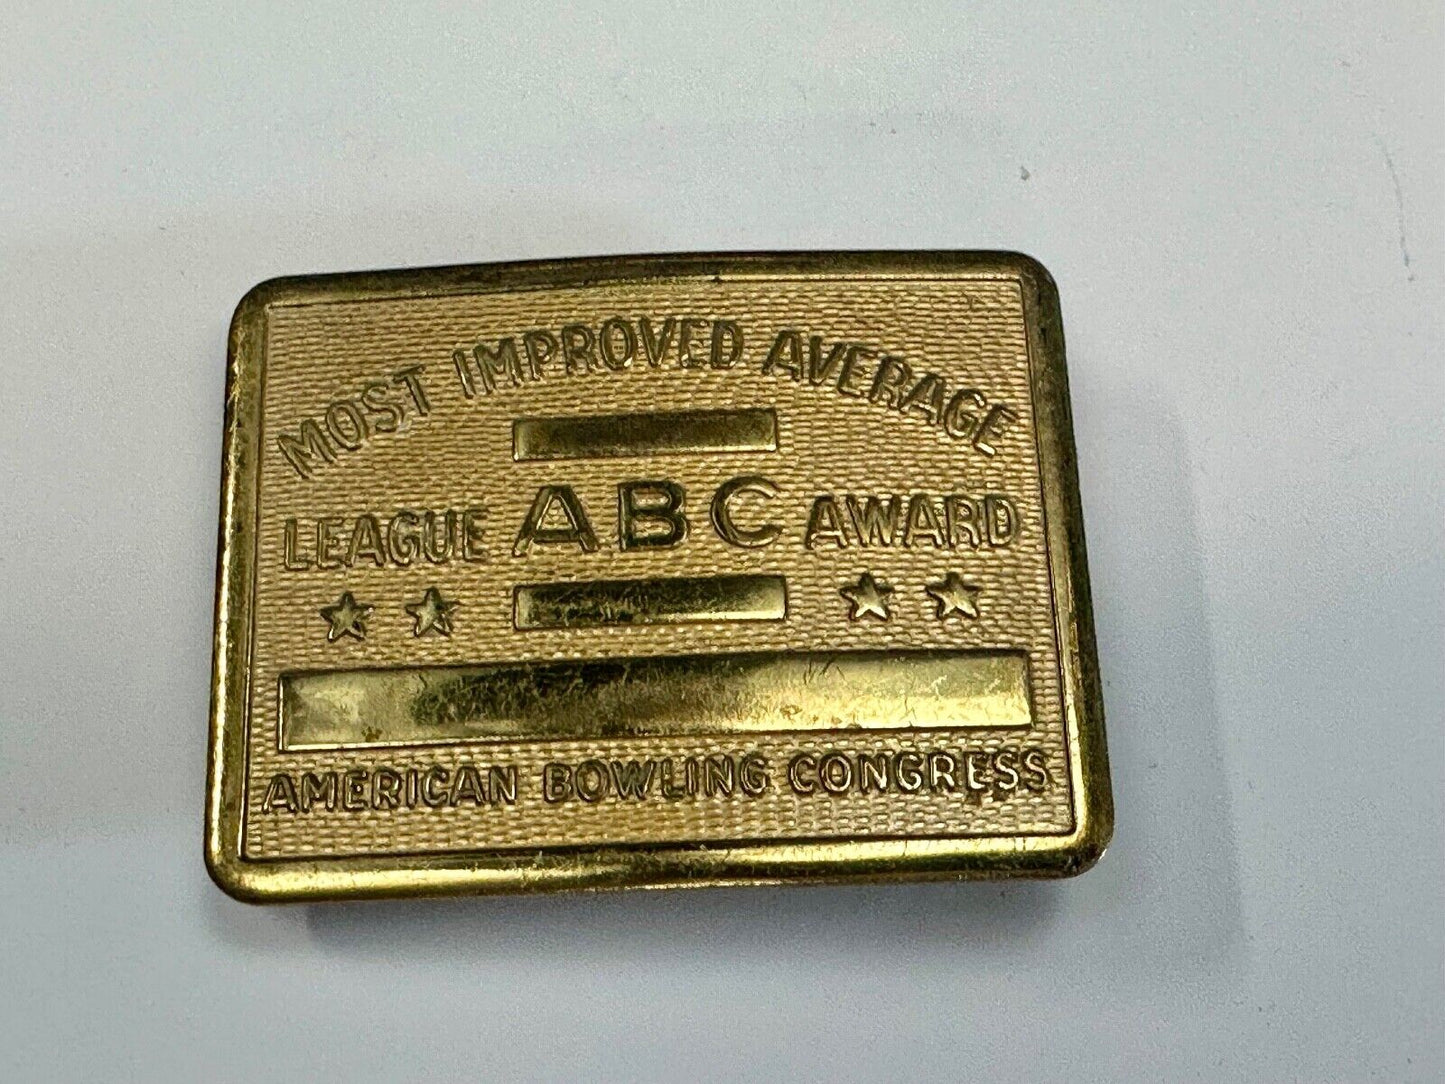 MOST IMPROVED AVERAGE
LEAGUE ABC AWARD
AMERICAN BOWLING CONGRESS